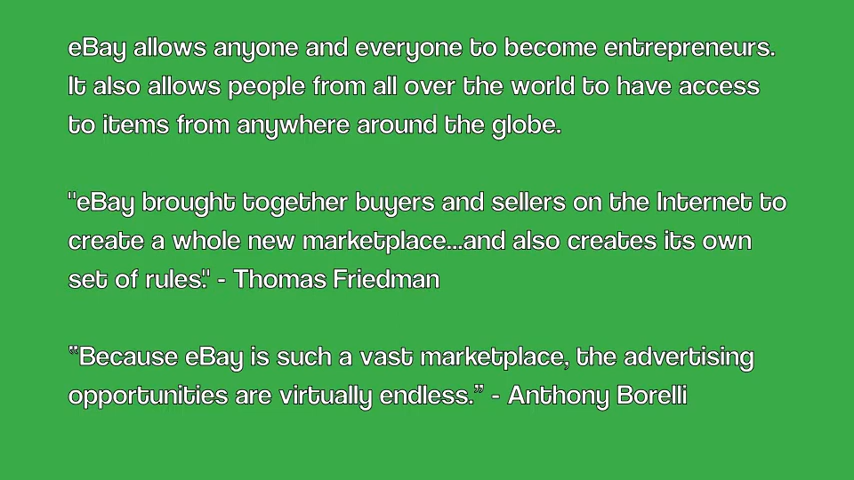 eBay allows anyone and everyone to become entrepreneurs.
It also allows people from all over the world to have access
to items from anywhere around the globe.
"eBay brought together buyers and sellers on the Internet to
create a whole new marketplace...and also creates its own
set of rules." - Thomas Friedman
"Because eBay is such a vast marketplace, the advertising
opportunities are virtually endless.” - Anthony Borelli